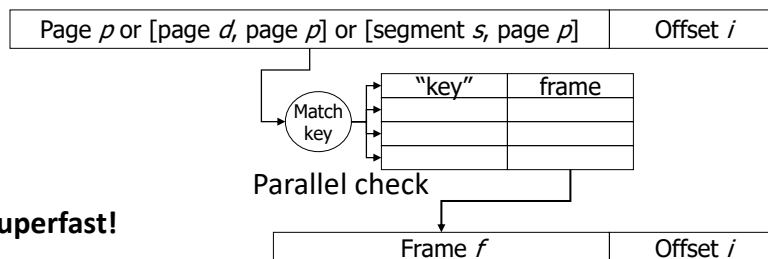 Page p or [page d, page p] or [segment s, page p] Offset i
"key" frame
Match
key
Parallel check
uperfast!
Frame f Offset i